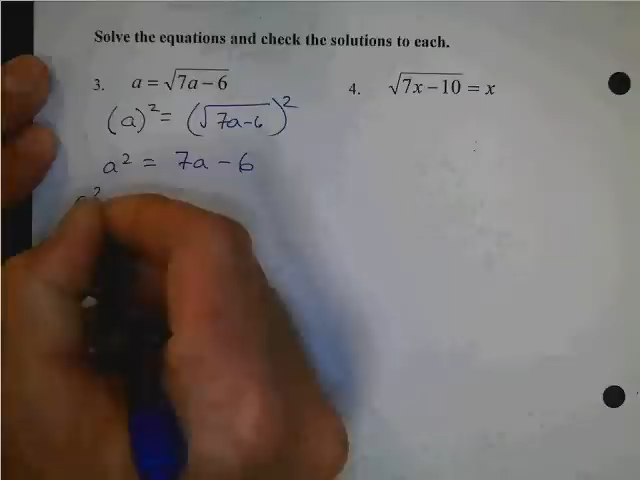 Solve the equations and check the solutions to each.
3. a = √7a − 6
(a)² = (√7a-6)²
a² = 7a - 6
4. √7x − 10 = x